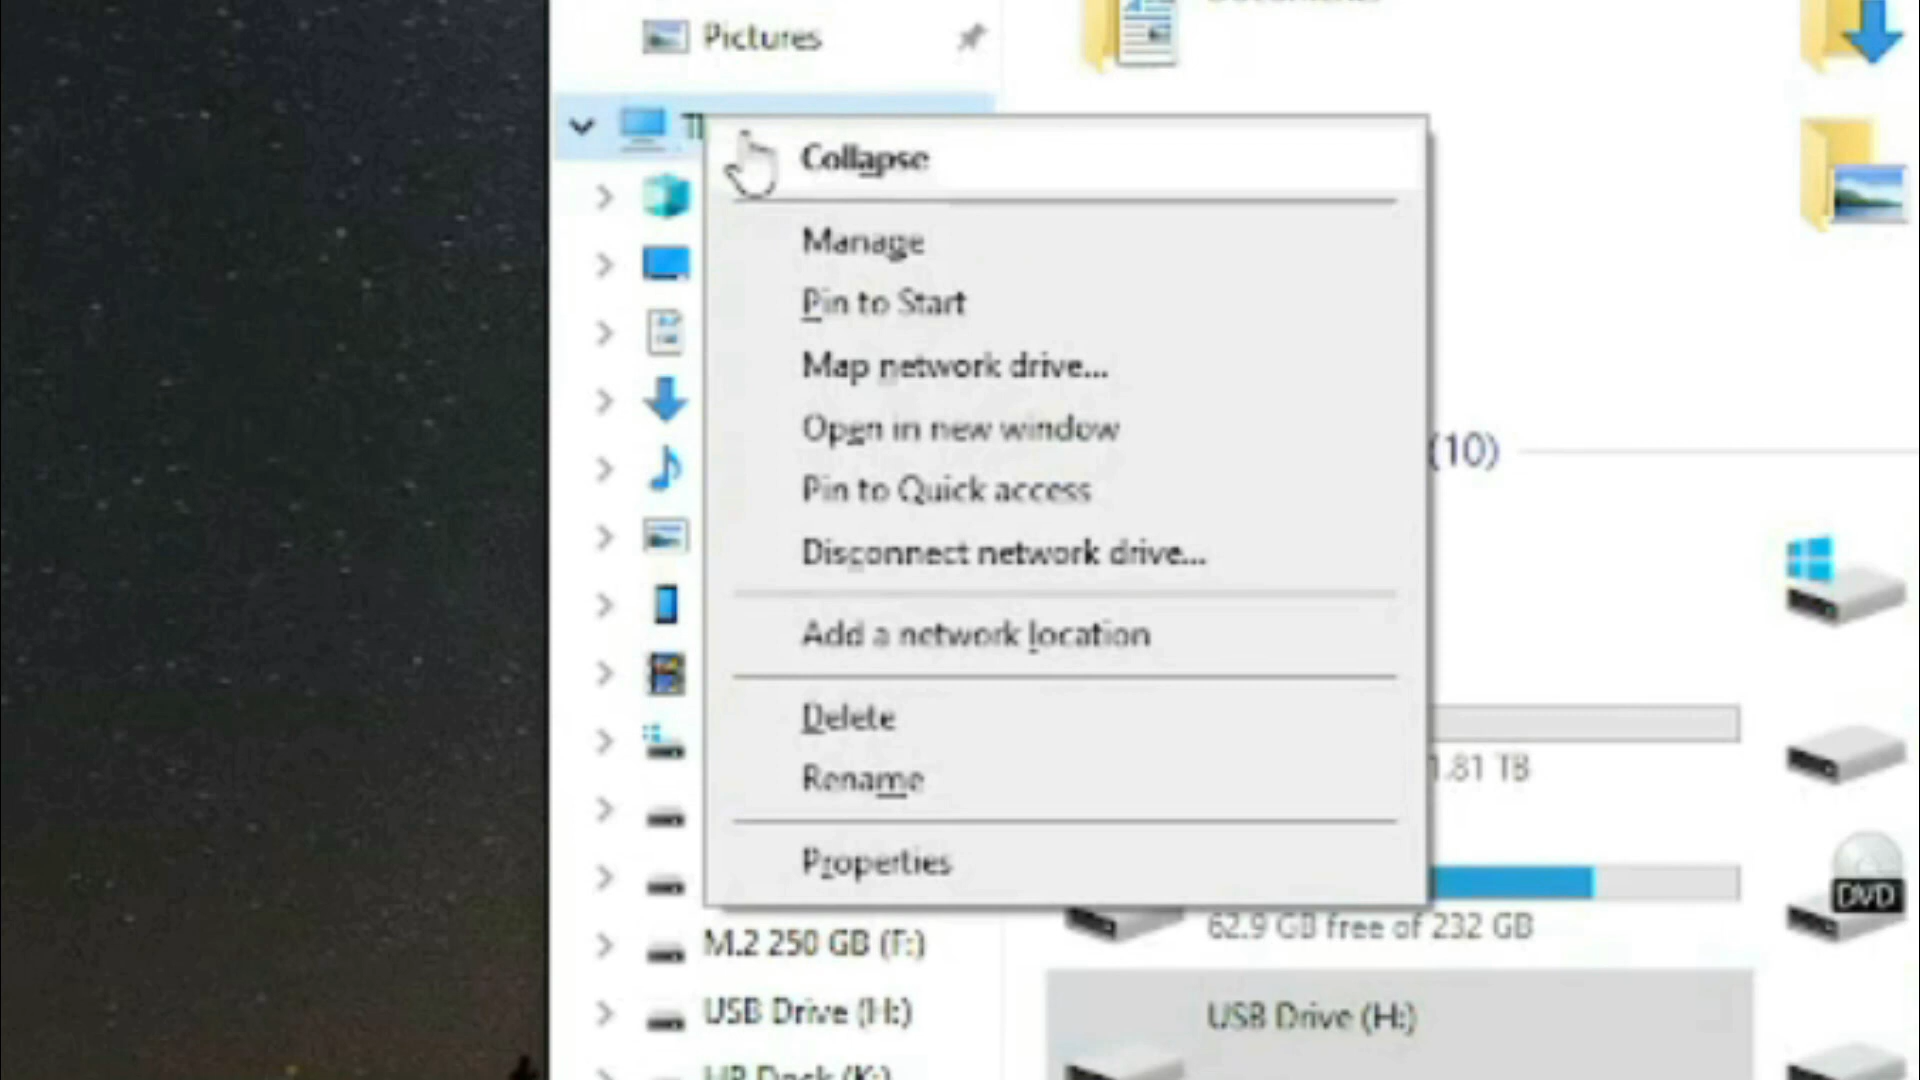 Pictures
Collapse
Manage
Pin to Start
Map network drive...
Open in new window
Pin to Quick access
Disconnect network drive...
Add a network location
Delete
Rename
Properties
M.2 250 GB (F:)
USB Drive (H:)
(10)
1.81 TB
62.9 GB free of 232 GB
USB Drive (H:)
DVD